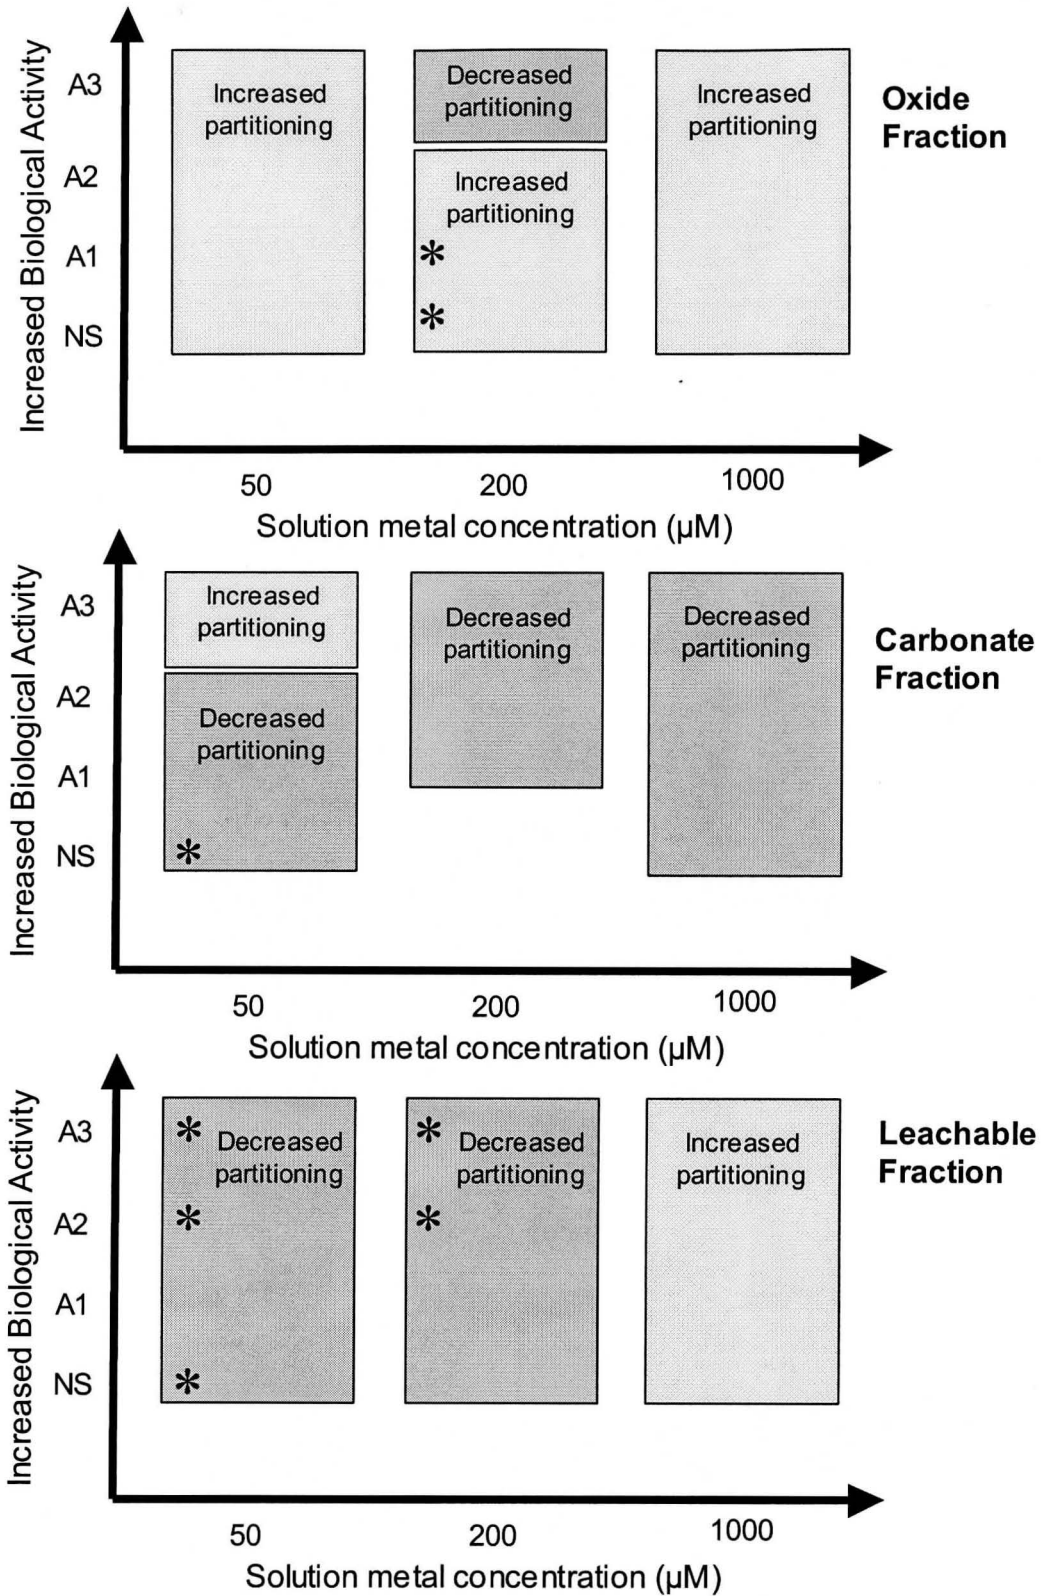 Increased Biological Activity
A3
A2
A1
NS
Increased
partitioning
Decreased
partitioning
Increased
partitioning
*
*
Increased
partitioning
Oxide
Fraction
50
200
1000
Solution metal concentration (µM)
Increased Biological Activity
A3
A2
A1
NS
Increased
partitioning
Decreased
partitioning
*
Decreased
partitioning
Decreased
partitioning
Carbonate
Fraction
50
200
1000
Solution metal concentration (µM)
Increased Biological Activity
A3
A2
A1
NS
*
Decreased
partitioning
*
*
*
Decreased
partitioning
*
Increased
partitioning
Leachable
Fraction
50
200
1000
Solution metal concentration (µM)